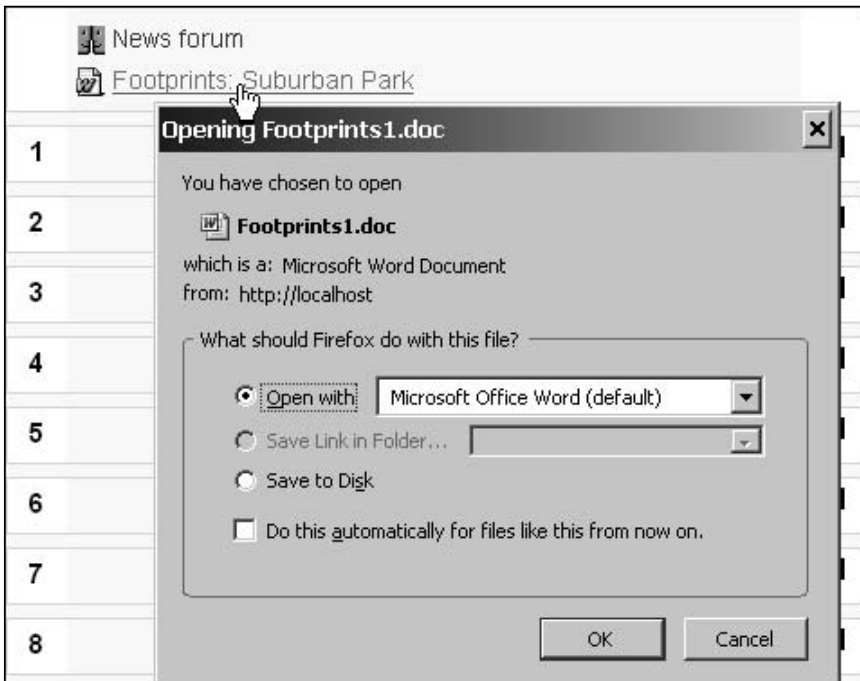 News forum
Footprints: Suburban Park
Opening Footprints1.doc
1
You have chosen to open
2
Footprints1.doc
which is a: Microsoft Word Document
3
from: http://localhost
What should Firefox do with this file?
4
Open with Microsoft Office Word (default)
5
Save Link in Folder...
Save to Disk
6
Do this automatically for files like this from now on.
7
8
OK Cancel